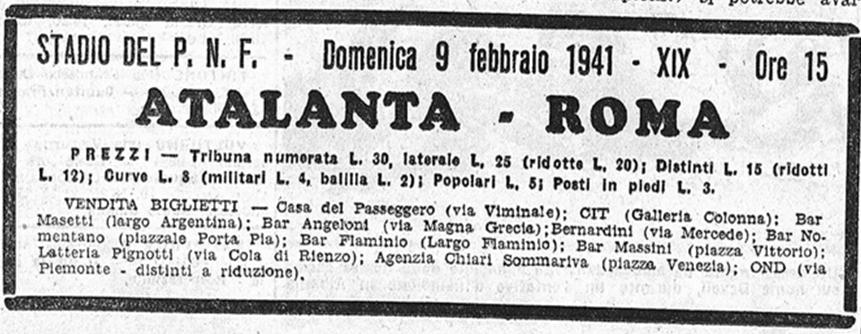 STADIO DEL P. N. F. - Domenica 9 febbraio 1941 - XIX - Ore 15
ATALANTA - ROMA
PREZZI — Tribuna numerata L. 30, laterale L. 25 (ridotte L. 20); Distinti L. 15 (ridotti
L. 12); Curve L. 8 (militari L. 4, balilla L. 2); Popolari L. 5; Posti in piedi L. 3.
VENDITA BIGLIETTI — Casa del Passeggero (via Viminale); CIT (Galleria Colonna); Bar
Masetti (largo Argentina); Bar Angeloni (via Magna Grecia); Bernardini (via Mercede); Bar No-
mentano (piazzale Porta Pia); Bar Flaminio (Largo Flaminio); Bar Massini (piazza Vittorio);
Latteria Pignotti (via Cola di Rienzo); Agenzia Chiari Sommariva (piazza Venezia); OND (via
Piemonte - distinti a riduzione).